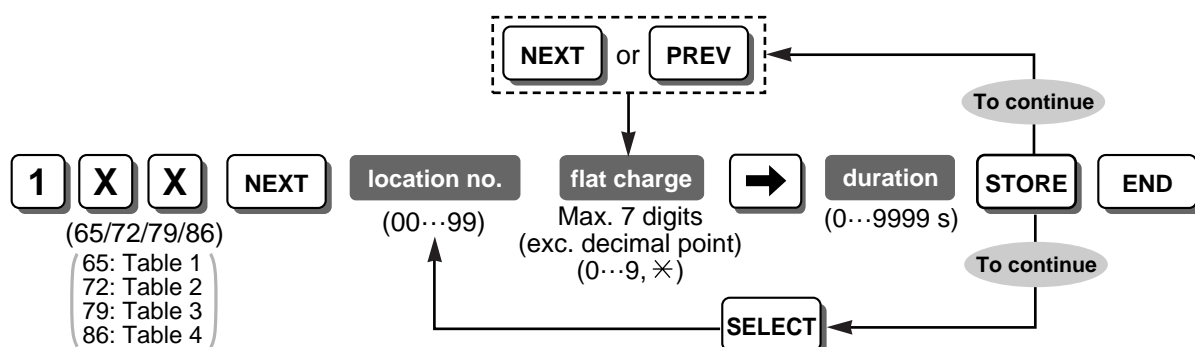 NEXT or PREV
To continue
1 X X NEXT location no. flat charge ➡ duration STORE END
(65/72/79/86) (00···99) Max. 7 digits (0···9999 s)
(exc. decimal point)
(0···9, ✳)
65: Table 1
72: Table 2
79: Table 3
86: Table 4
To continue
SELECT